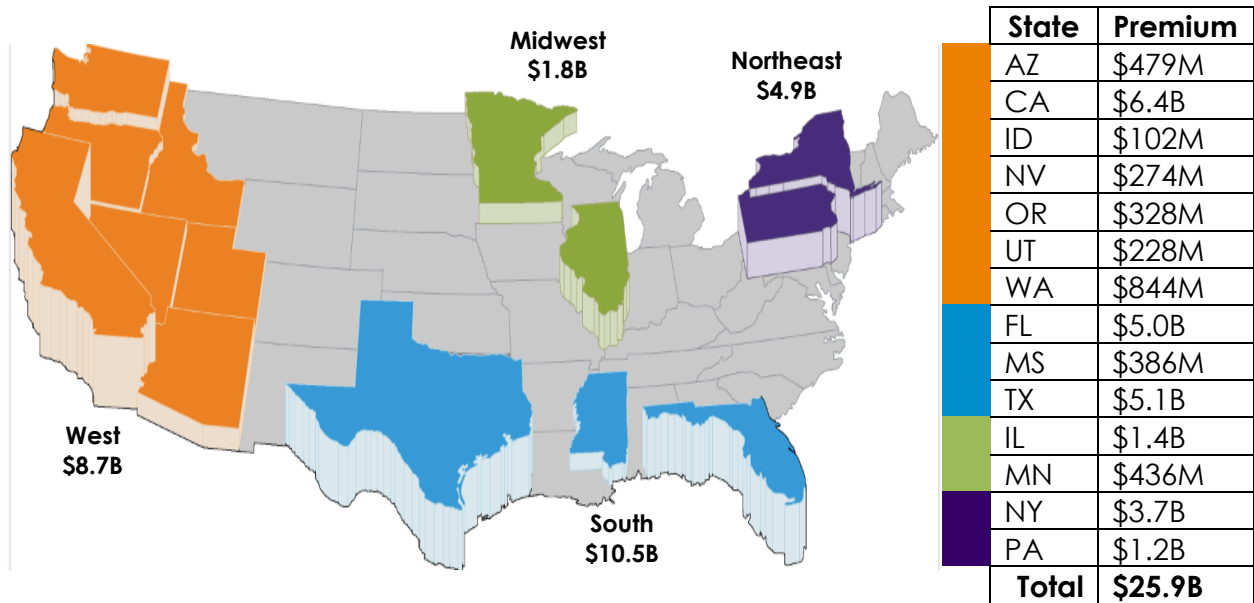 Midwest
$1.8B
Northeast
$4.9B
West
$8.7B
South
$10.5B
State Premium
AZ $479M
CA $6.4B
ID $102M
NV $274M
OR $328M
UT $228M
WA $844M
FL $5.0B
MS $386M
TX $5.1B
IL $1.4B
MN $436M
NY $3.7B
PA $1.2B
Total $25.9B